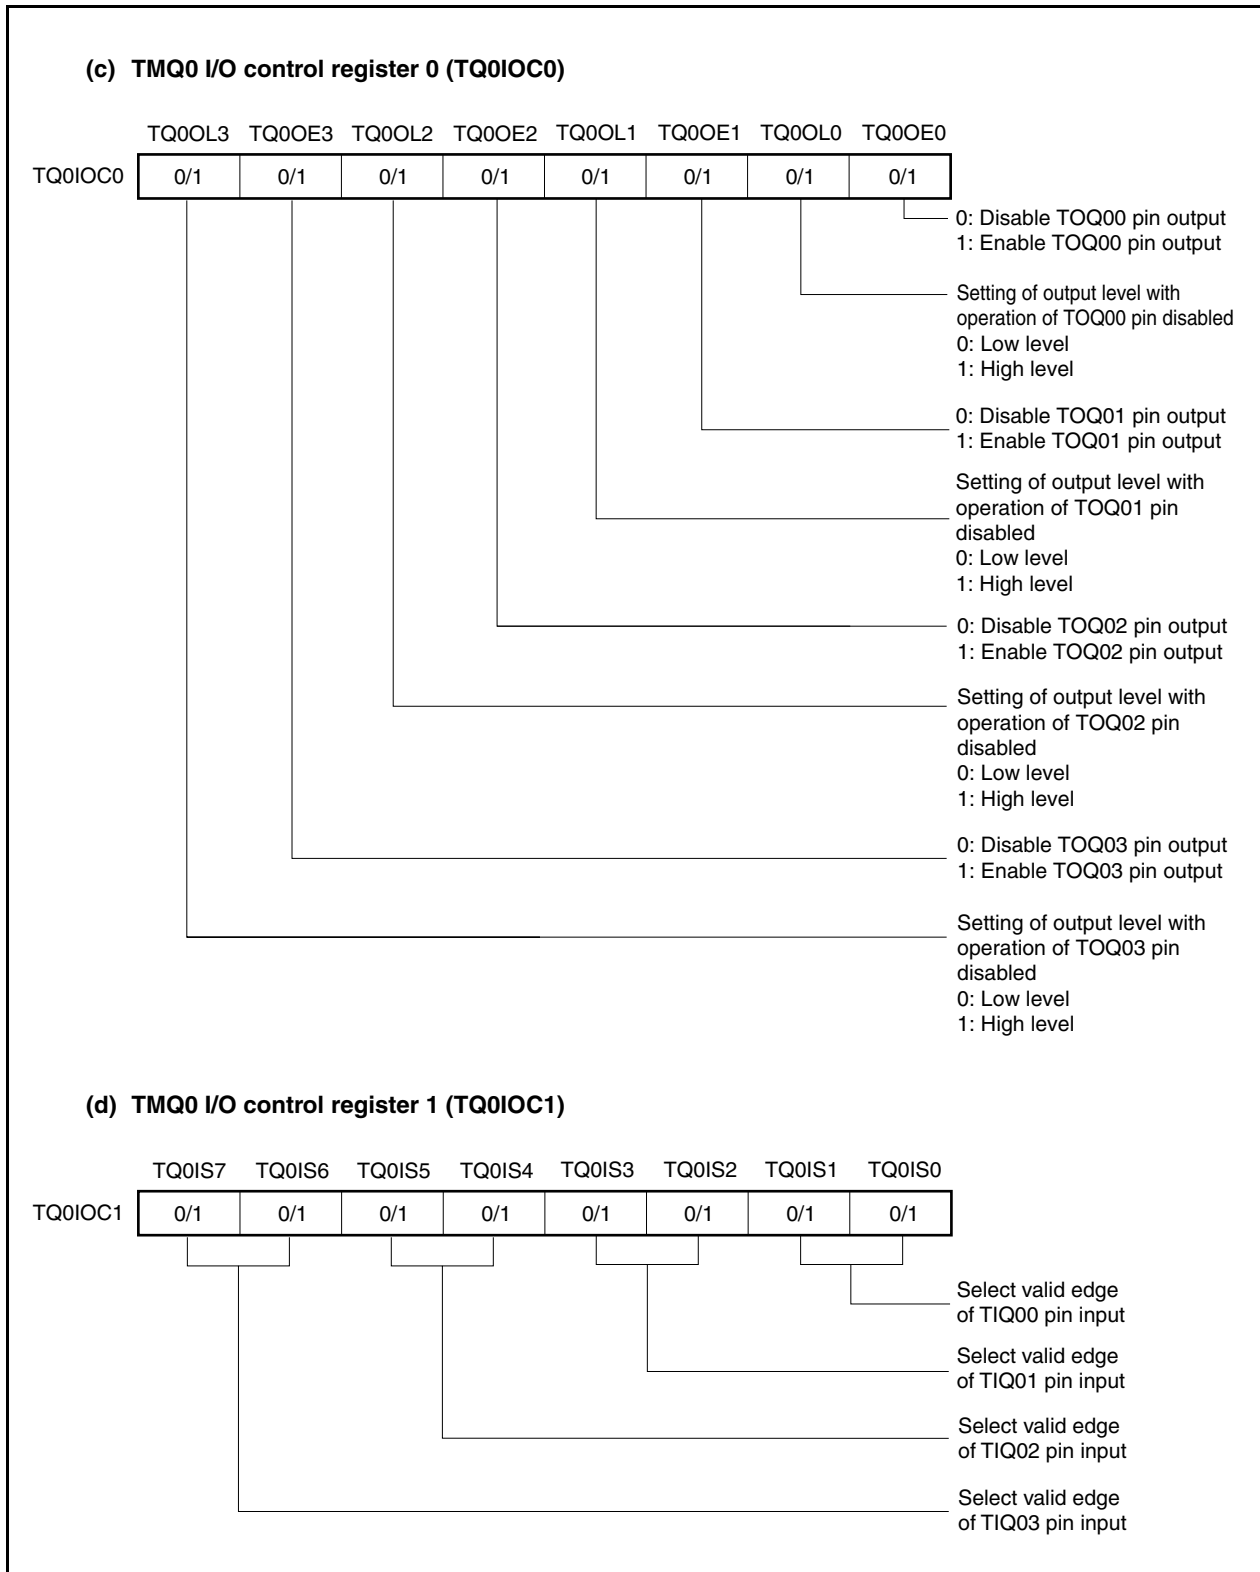 (c) TMQ0 I/O control register 0 (TQ0IOC0)
TQ0OL3 TQ0OE3 TQ0OL2 TQ0OE2 TQ0OL1 TQ0OE1 TQ0OL0 TQ0OE0
TQ0IOC0 0/1 0/1 0/1 0/1 0/1 0/1 0/1 0/1
0: Disable TOQ00 pin output
1: Enable TOQ00 pin output
Setting of output level with
operation of TOQ00 pin disabled
0: Low level
1: High level
0: Disable TOQ01 pin output
1: Enable TOQ01 pin output
Setting of output level with
operation of TOQ01 pin
disabled
0: Low level
1: High level
0: Disable TOQ02 pin output
1: Enable TOQ02 pin output
Setting of output level with
operation of TOQ02 pin
disabled
0: Low level
1: High level
0: Disable TOQ03 pin output
1: Enable TOQ03 pin output
Setting of output level with
operation of TOQ03 pin
disabled
0: Low level
1: High level
(d) TMQ0 I/O control register 1 (TQ0IOC1)
TQ0IS7 TQ0IS6 TQ0IS5 TQ0IS4 TQ0IS3 TQ0IS2 TQ0IS1 TQ0IS0
TQ0IOC1 0/1 0/1 0/1 0/1 0/1 0/1 0/1 0/1
Select valid edge
of TIQ00 pin input
Select valid edge
of TIQ01 pin input
Select valid edge
of TIQ02 pin input
Select valid edge
of TIQ03 pin input